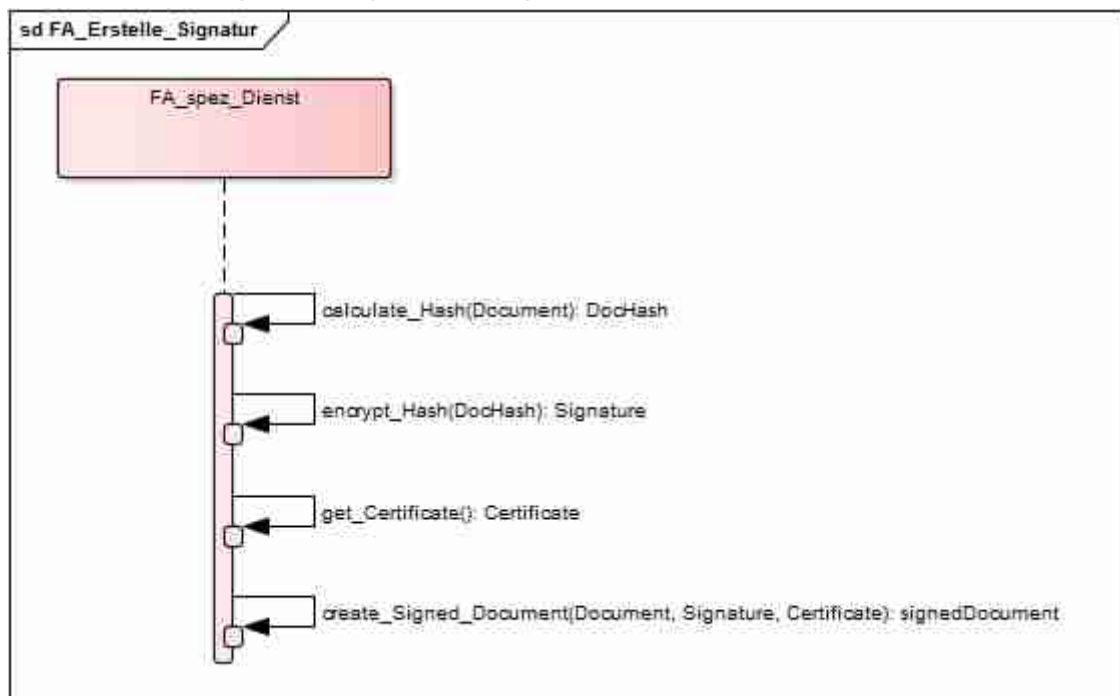 sd FA_Erstelle_Signatur
FA_spez_Dienst
calculate_Hash(Document): DocHash
encrypt_Hash(DocHash): Signature
get_Certificate(): Certificate
create_Signed_Document(Document, Signature, Certificate): signedDocument